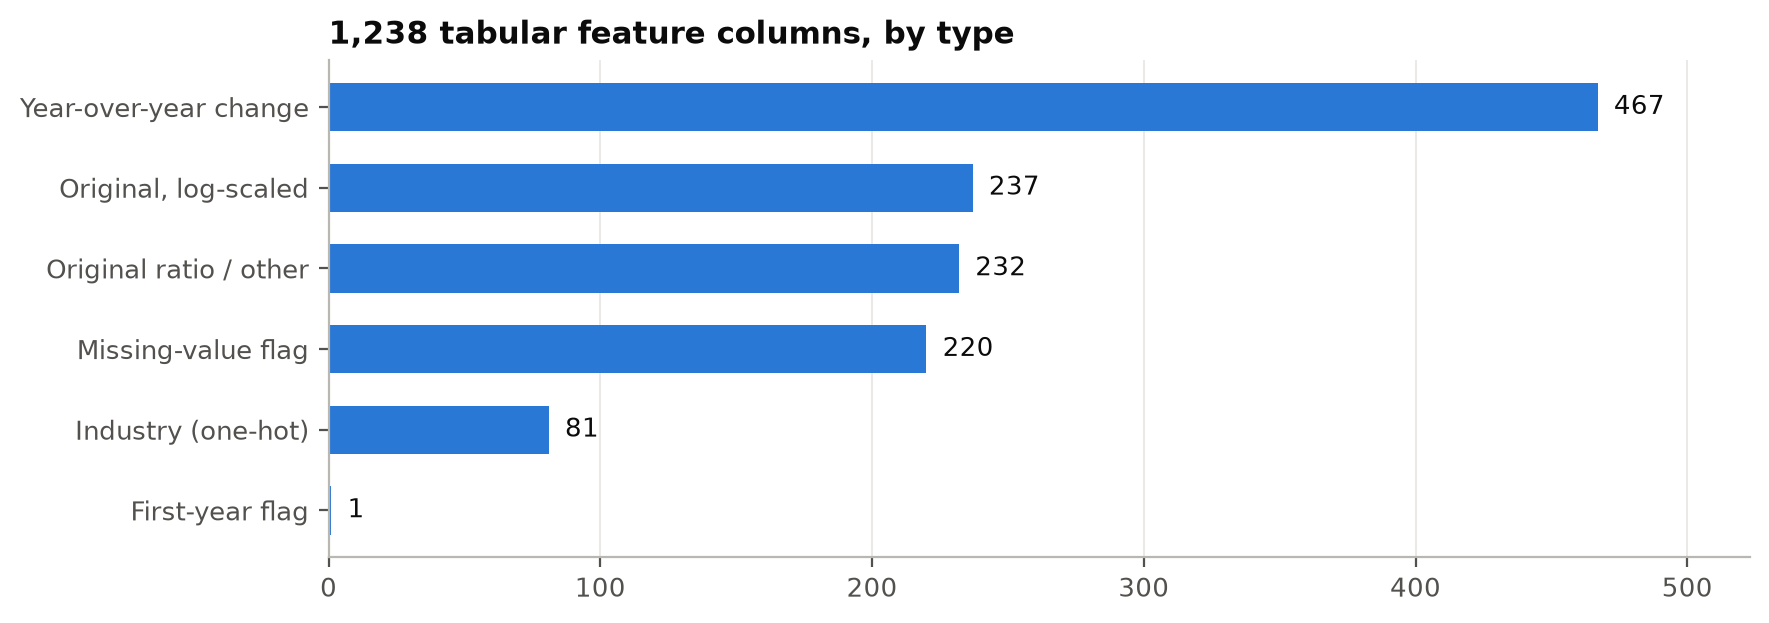 1,238 tabular feature columns, by type
Year-over-year change 467
Original, log-scaled 237
Original ratio / other 232
Missing-value flag 220
Industry (one-hot) 81
First-year flag 1
0 100 200 300 400 500